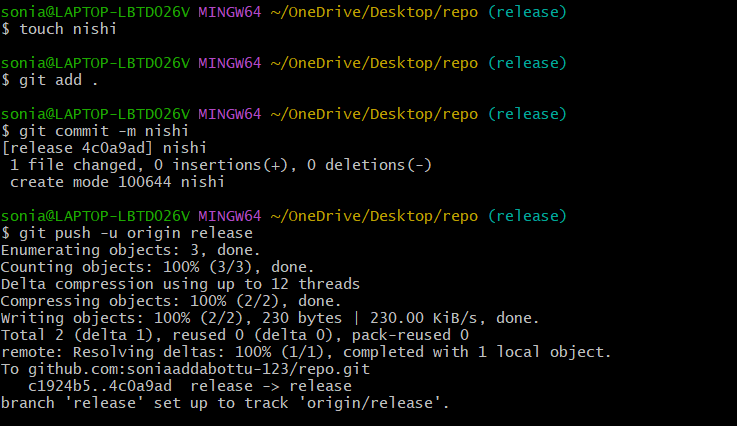 sonia@LAPTOP-LBTD026V MINGW64 ~/OneDrive/Desktop/repo (release)
$ touch nishi
sonia@LAPTOP-LBTD026V MINGW64 ~/OneDrive/Desktop/repo (release)
$ git add .
sonia@LAPTOP-LBTD026V MINGW64 ~/OneDrive/Desktop/repo (release)
$ git commit -m nishi
[release 4c0a9ad] nishi
 1 file changed, 0 insertions(+), 0 deletions(-)
 create mode 100644 nishi
sonia@LAPTOP-LBTD026V MINGW64 ~/OneDrive/Desktop/repo (release)
$ git push -u origin release
Enumerating objects: 3, done.
Counting objects: 100% (3/3), done.
Delta compression using up to 12 threads
Compressing objects: 100% (2/2), done.
Writing objects: 100% (2/2), 230 bytes | 230.00 KiB/s, done.
Total 2 (delta 1), reused 0 (delta 0), pack-reused 0
remote: Resolving deltas: 100% (1/1), completed with 1 local object.
To github.com:soniaaddabottu-123/repo.git
   c1924b5..4c0a9ad  release -> release
branch 'release' set up to track 'origin/release'.